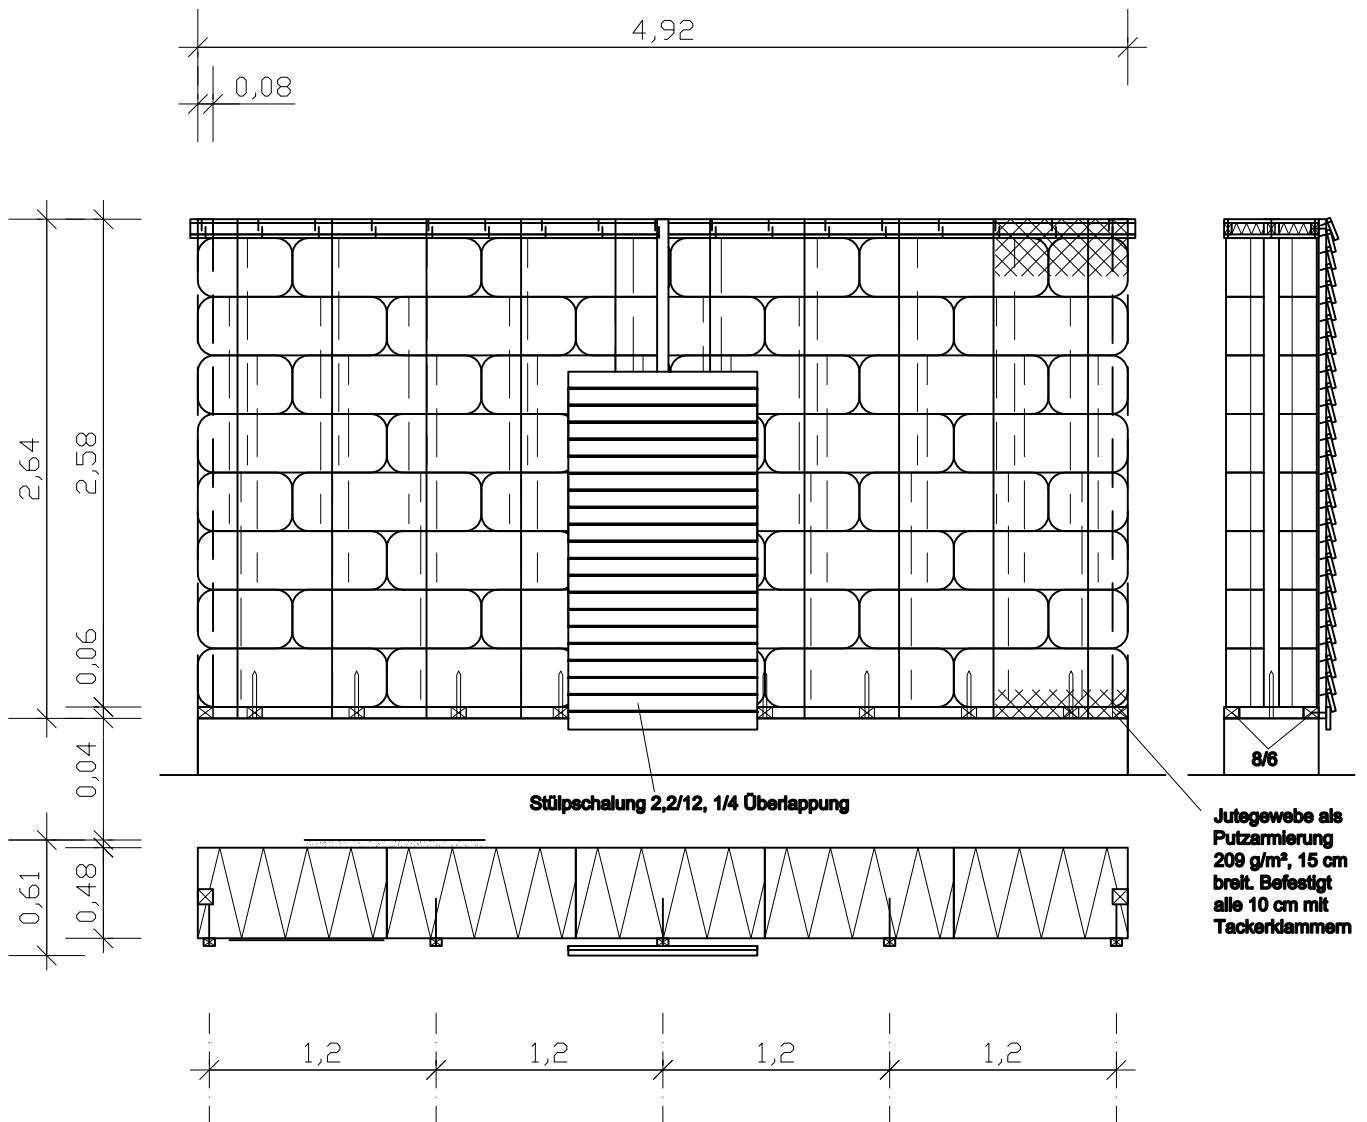 4,92
0,08
2,64
2,58
0,06
0,04
0,61
0,48
8/6
Stülpschalung 2,2/12, 1/4 Überlappung
Jutegewebe als
Putzarmierung
209 g/m², 15 cm
breit. Befestigt
alle 10 cm mit
Tackerklammern
1,2
1,2
1,2
1,2